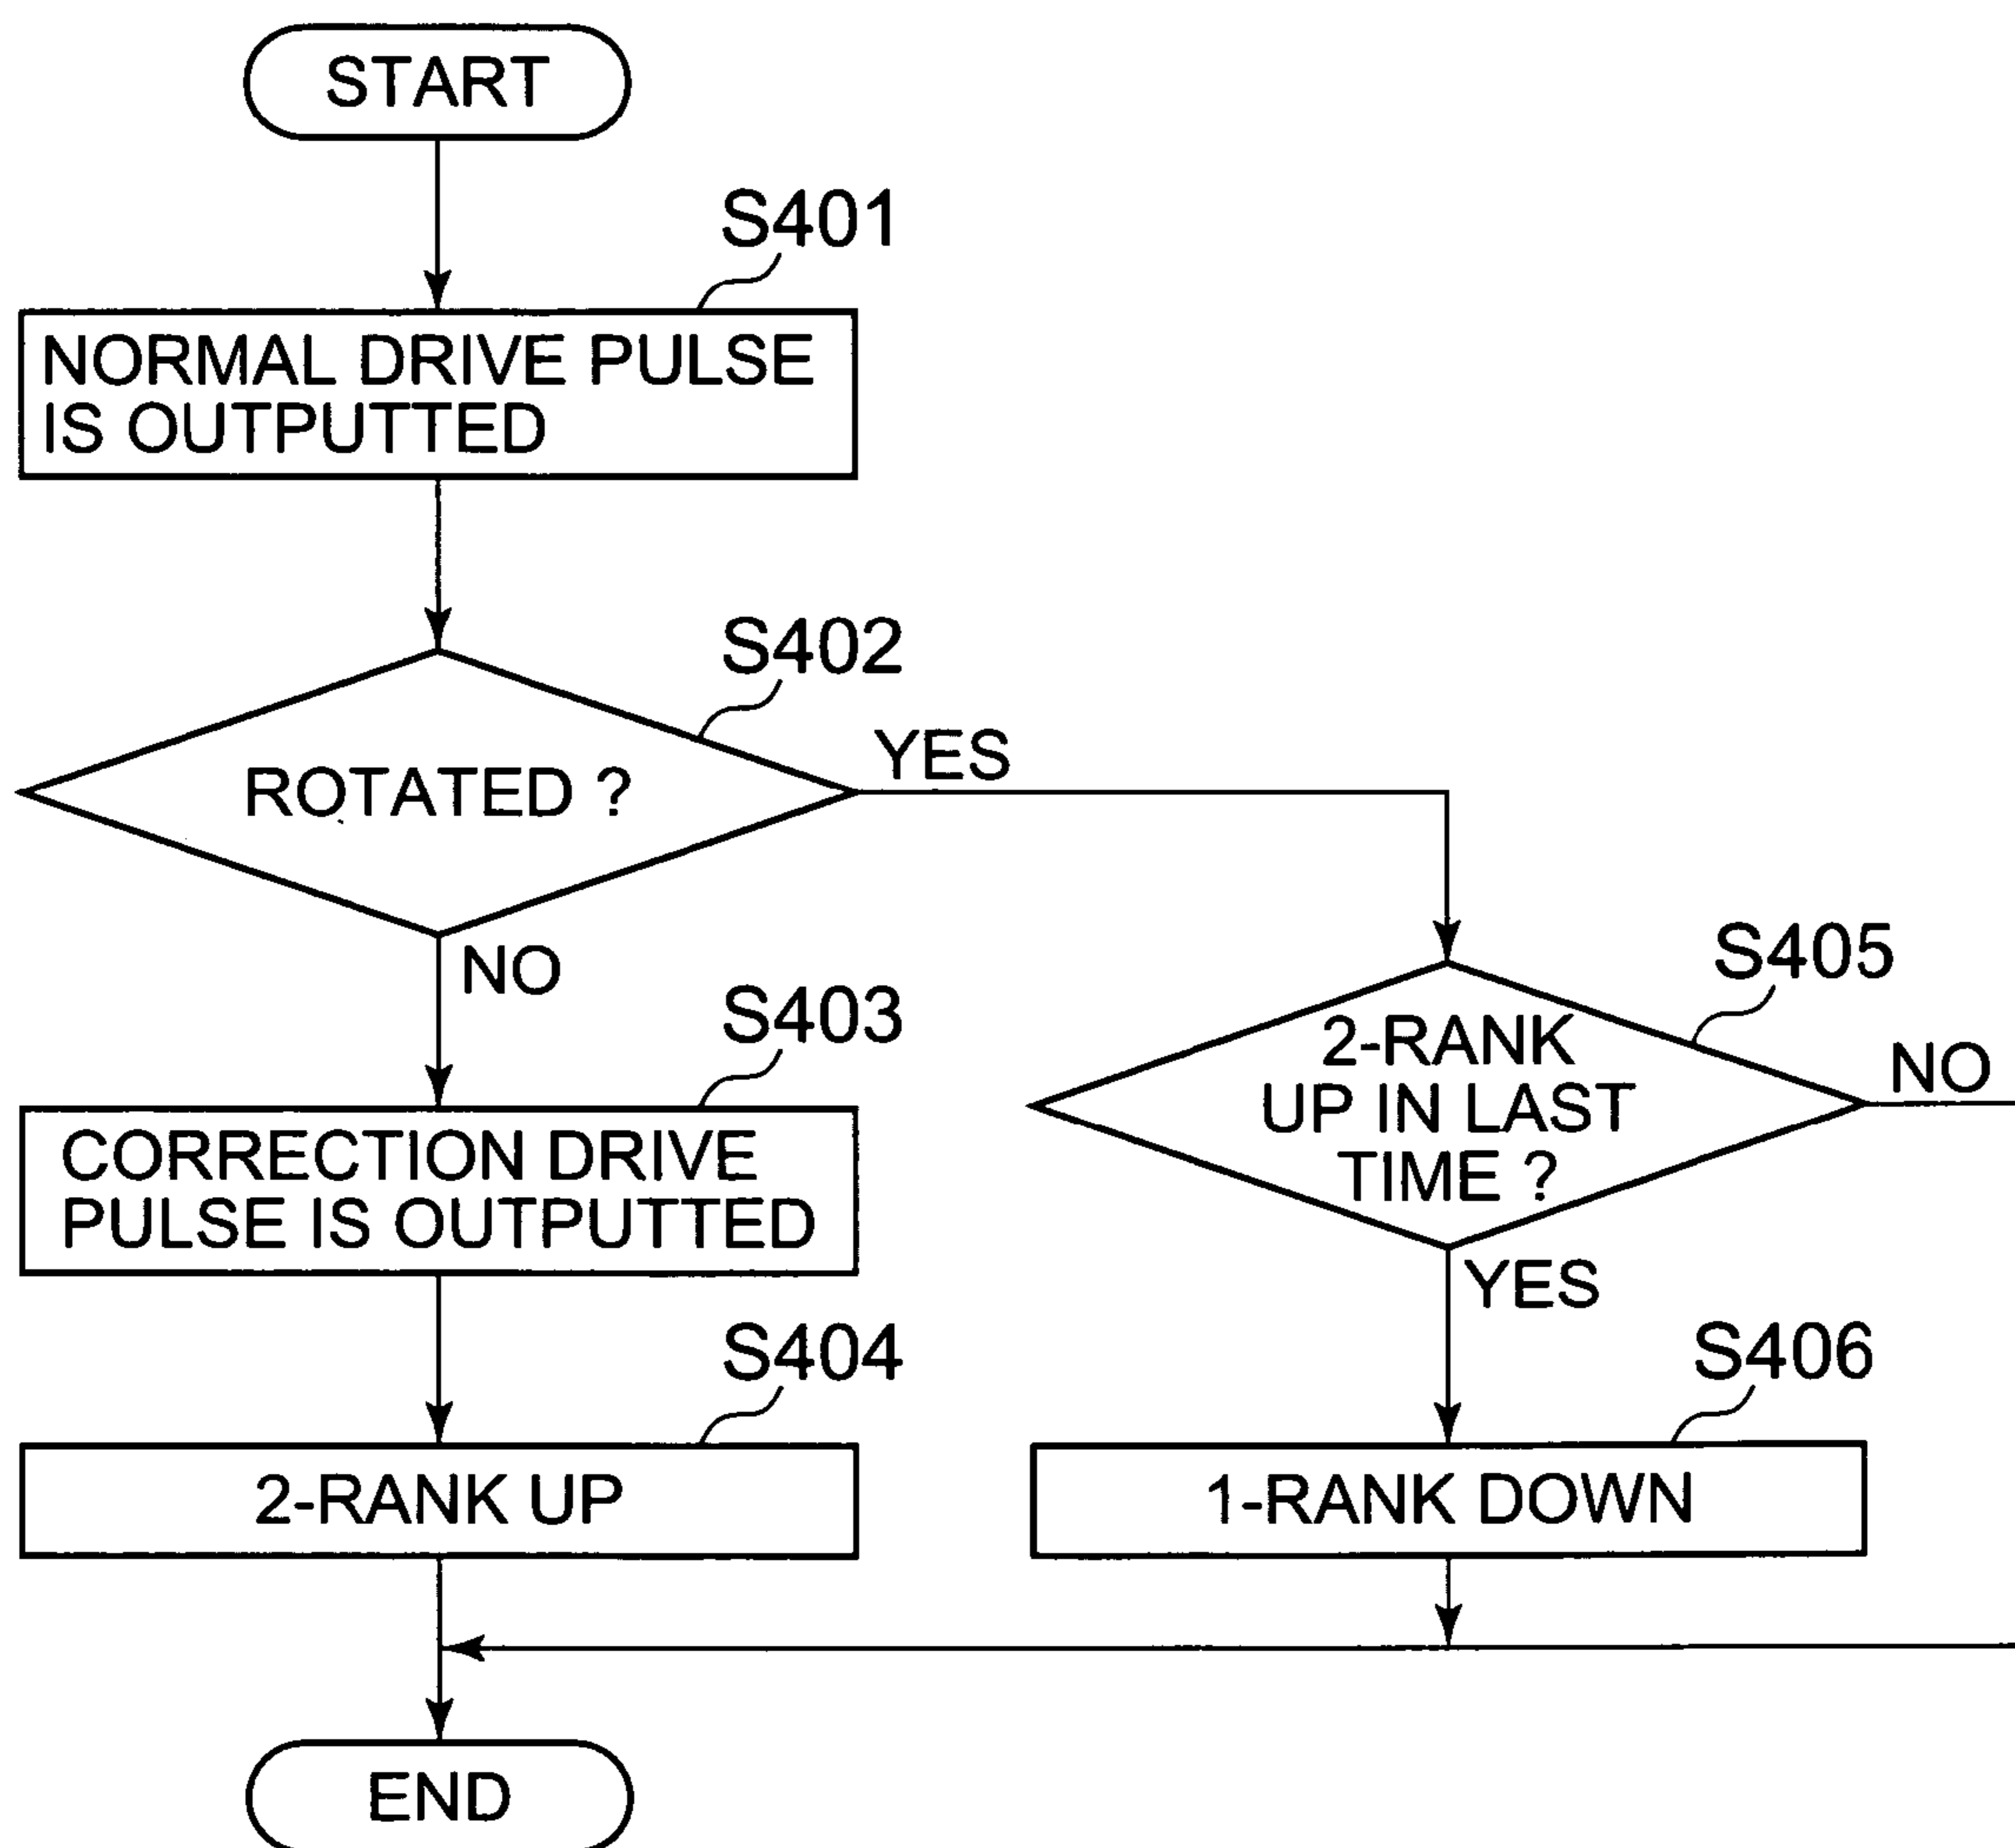 START
S401
NORMAL DRIVE PULSE
IS OUTPUTTED
S402
ROTATED ?
YES
NO
S403
CORRECTION DRIVE
PULSE IS OUTPUTTED
S404
2-RANK UP
S405
2-RANK
UP IN LAST
TIME ?
NO
YES
S406
1-RANK DOWN
END